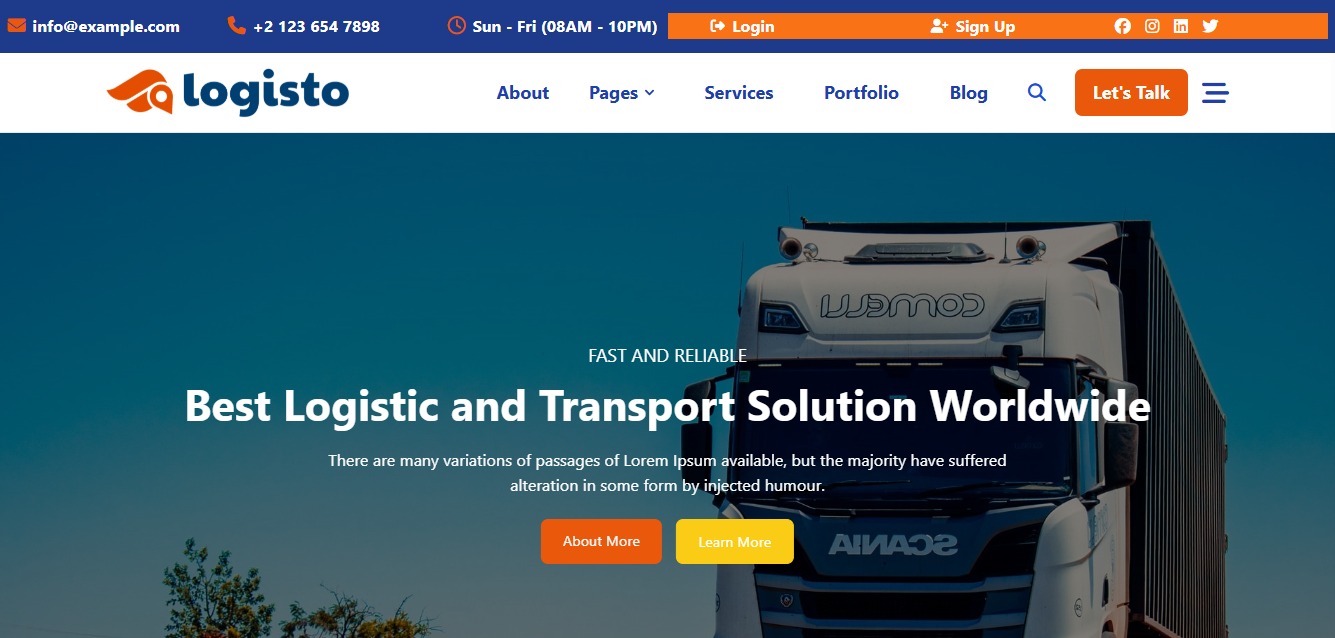 info@example.com +2 123 654 7898 Sun - Fri (08AM - 10PM) Login Sign Up
logisto About Pages Services Portfolio Blog Let's Talk
COMELLI
FAST AND RELIABLE
Best Logistic and Transport Solution Worldwide
There are many variations of passages of Lorem Ipsum available, but the majority have suffered
alteration in some form by injected humour.
SCANIA
About More Learn More